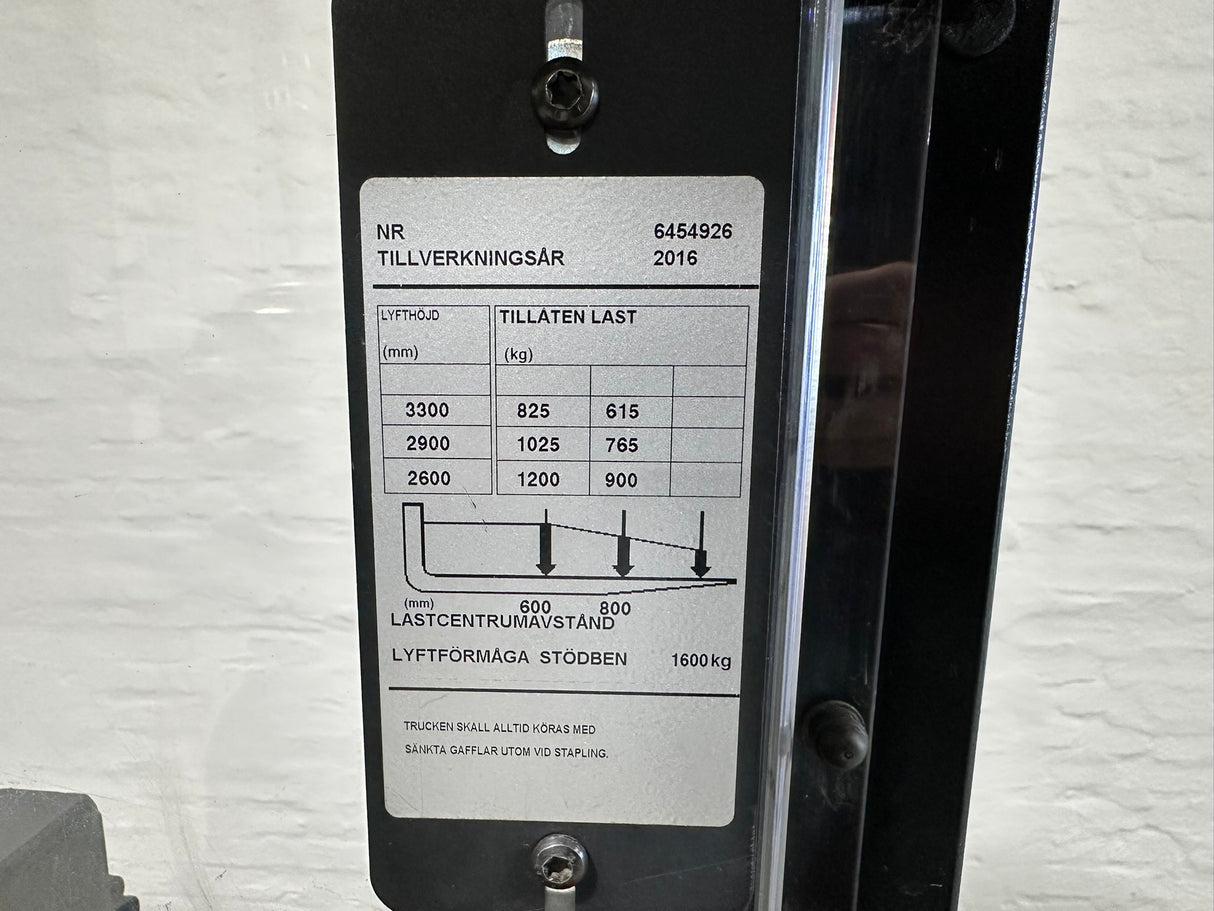 NR 6454926
TILLVERKNINGSÅR 2016
LYFTHÖJD TILLÅTEN LAST
(mm) (kg)
3300 825 615
2900 1025 765
2600 1200 900
(mm) 600 800
LASTCENTRUMAVSTÅND
LYFTFÖRMÅGA STÖDBEN 1600 kg
TRUCKEN SKALL ALLTID KÖRAS MED
SÄNKTA GAFFLAR UTOM VID STAPLING.